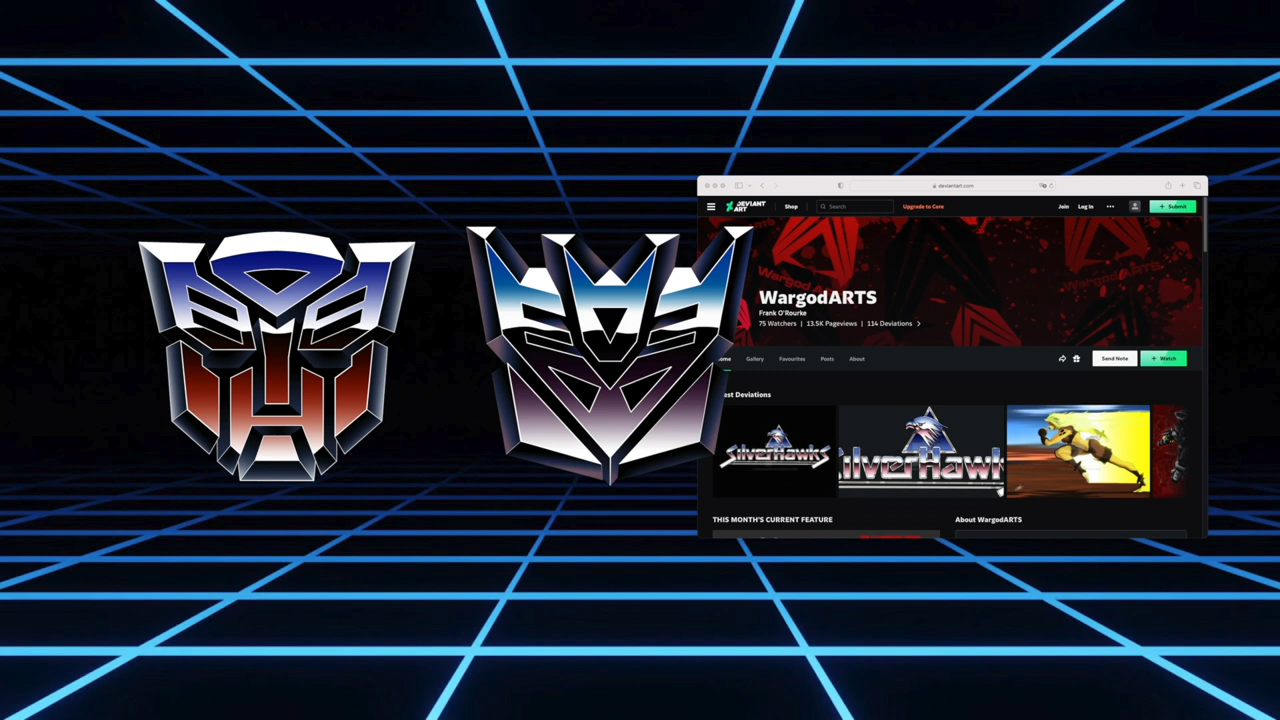 deviantart.com
DEVIANT ART
Shop
Search
Upgrade to Core
Join
Log In
Submit
WargodARTS
Frank O'Rourke
75 Watchers | 13.5K Pageviews | 114 Deviations
Gallery
Favourites
Posts
About
Send Note
Watch
est Deviations
SilverHawks
ilverHawk
THIS MONTH'S CURRENT FEATURE
About WargodARTS